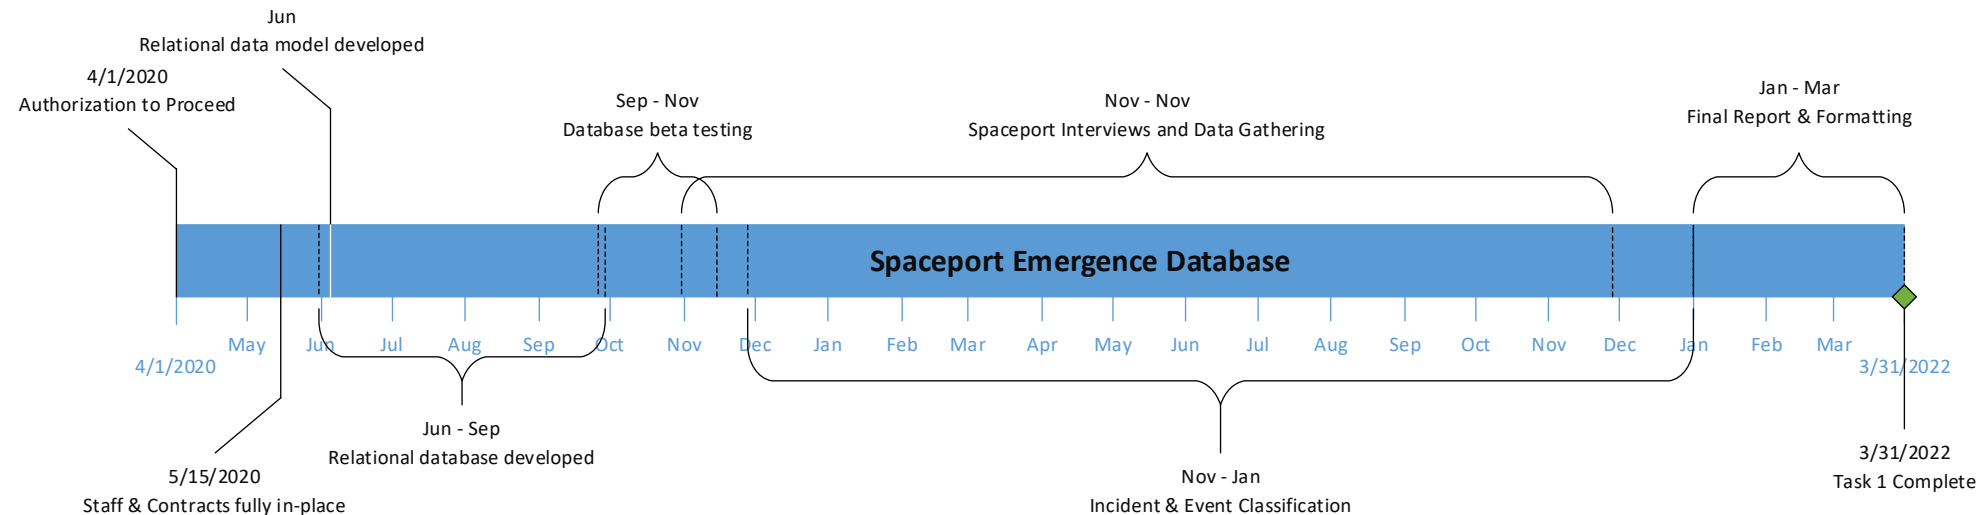 Jun
Relational data model developed
4/1/2020
Authorization to Proceed
Sep - Nov
Database beta testing
Nov - Nov
Spaceport Interviews and Data Gathering
Jan - Mar
Final Report & Formatting
Spaceport Emergence Database
4/1/2020
May
Jun
Jul
Aug
Sep
Oct
Nov
Dec
Jan
Feb
Mar
Apr
May
Jun
Jul
Aug
Sep
Oct
Nov
Dec
Jan
Feb
Mar
3/31/2022
Jun - Sep
Relational database developed
5/15/2020
Staff & Contracts fully in-place
Nov - Jan
Incident & Event Classification
3/31/2022
Task 1 Complete